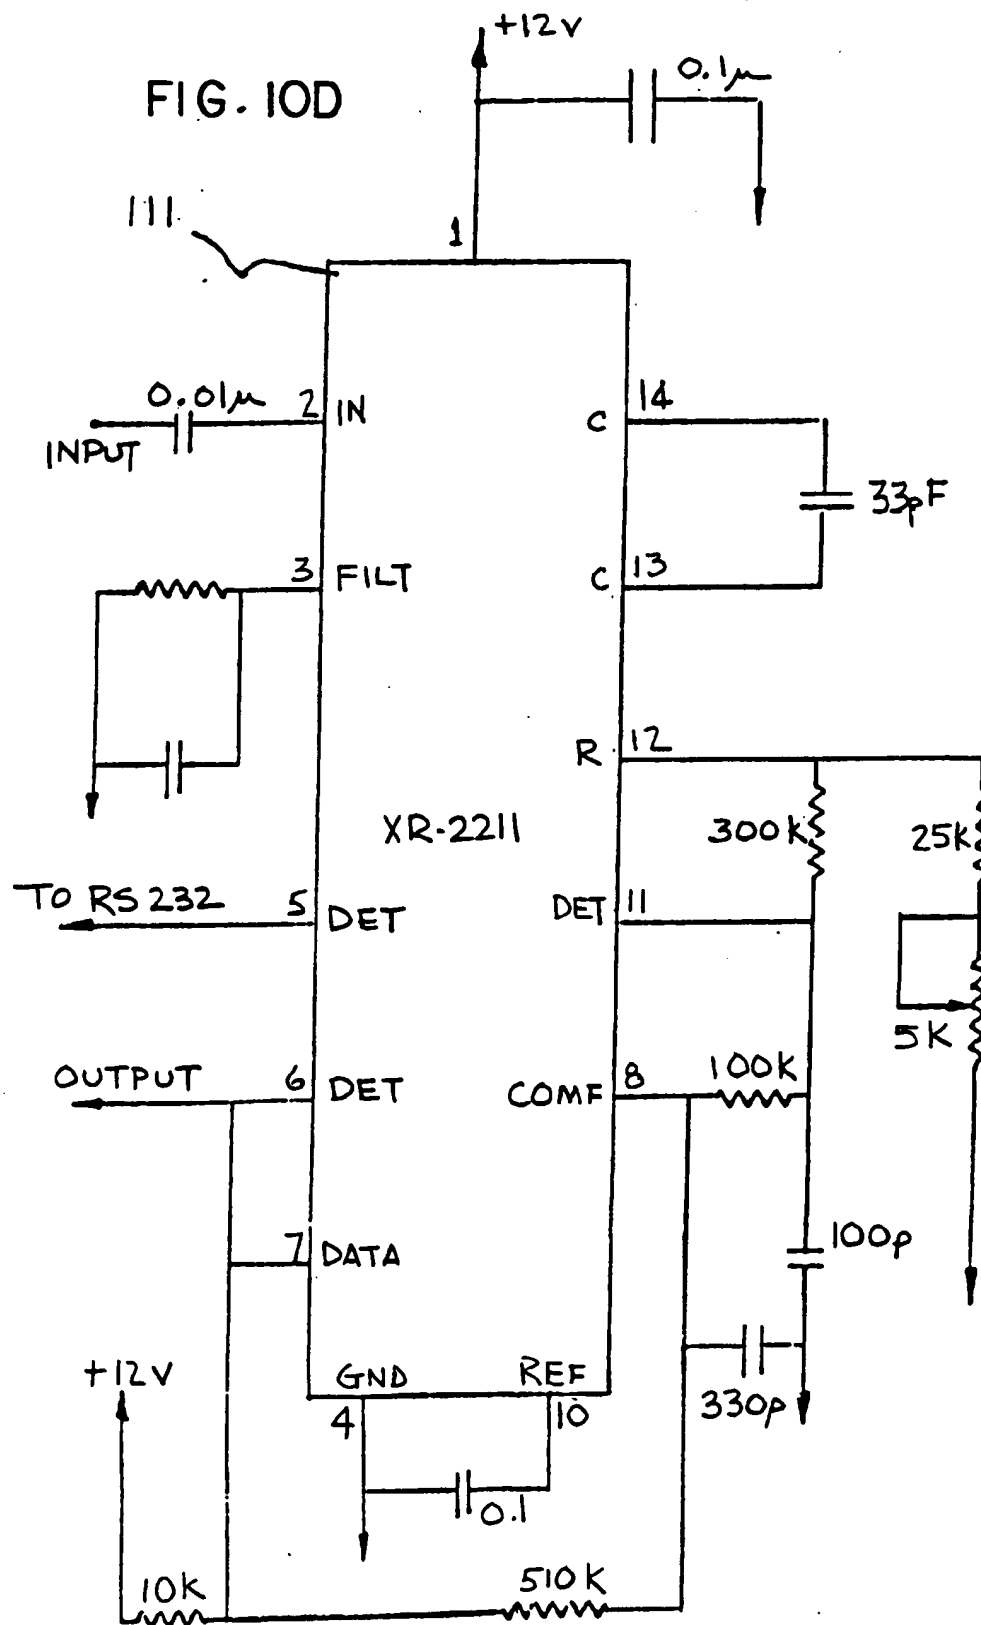 +12V
0.1μ
FIG. 10D
111
1
0.01μ
INPUT
2 IN
C 14
33pF
3 FILT
C 13
R 12
XR-2211
300K
25K
TO RS 232
5 DET
DET 11
5K
OUTPUT
6 DET
COMF 8
100K
7 DATA
100p
+12V
GND
REF
4
10
330p
0.1
10K
510K